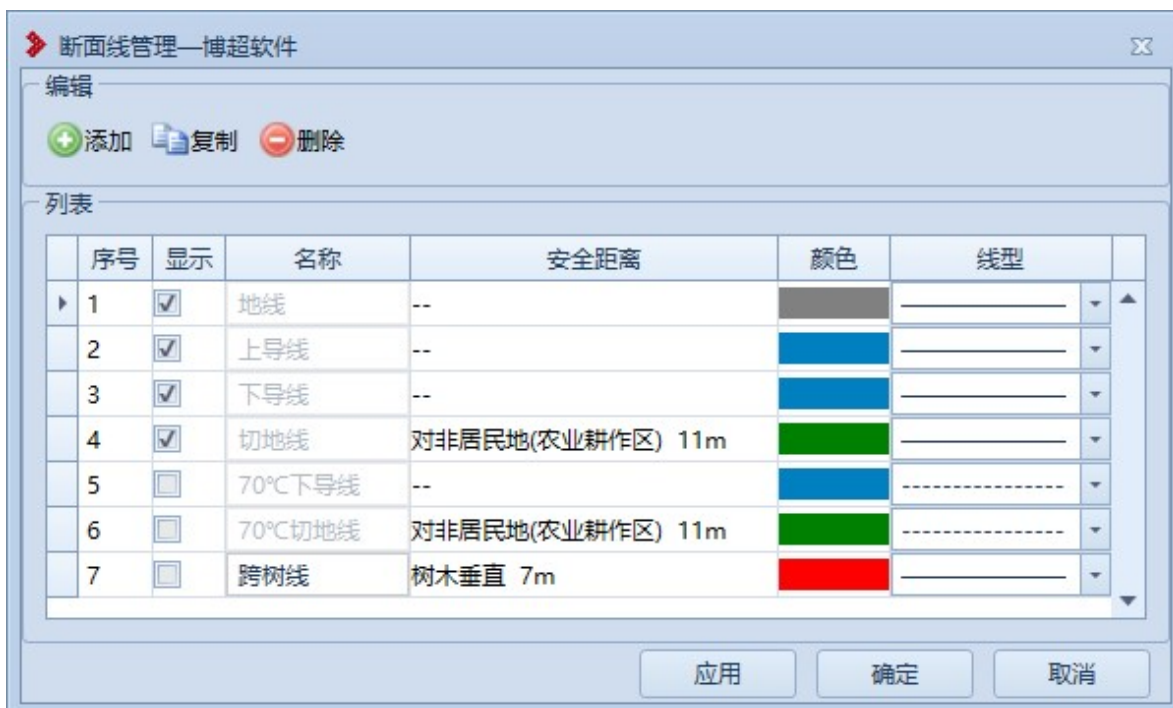 断面线管理—博超软件
编辑
添加 复制 删除
列表
序号 显示 名称 安全距离 颜色 线型
1 地线 --
2 上导线 --
3 下导线 --
4 切地线 对非居民地(农业耕作区) 11m
5 70℃下导线 --
6 70℃切地线 对非居民地(农业耕作区) 11m
7 跨树线 树木垂直 7m
应用 确定 取消